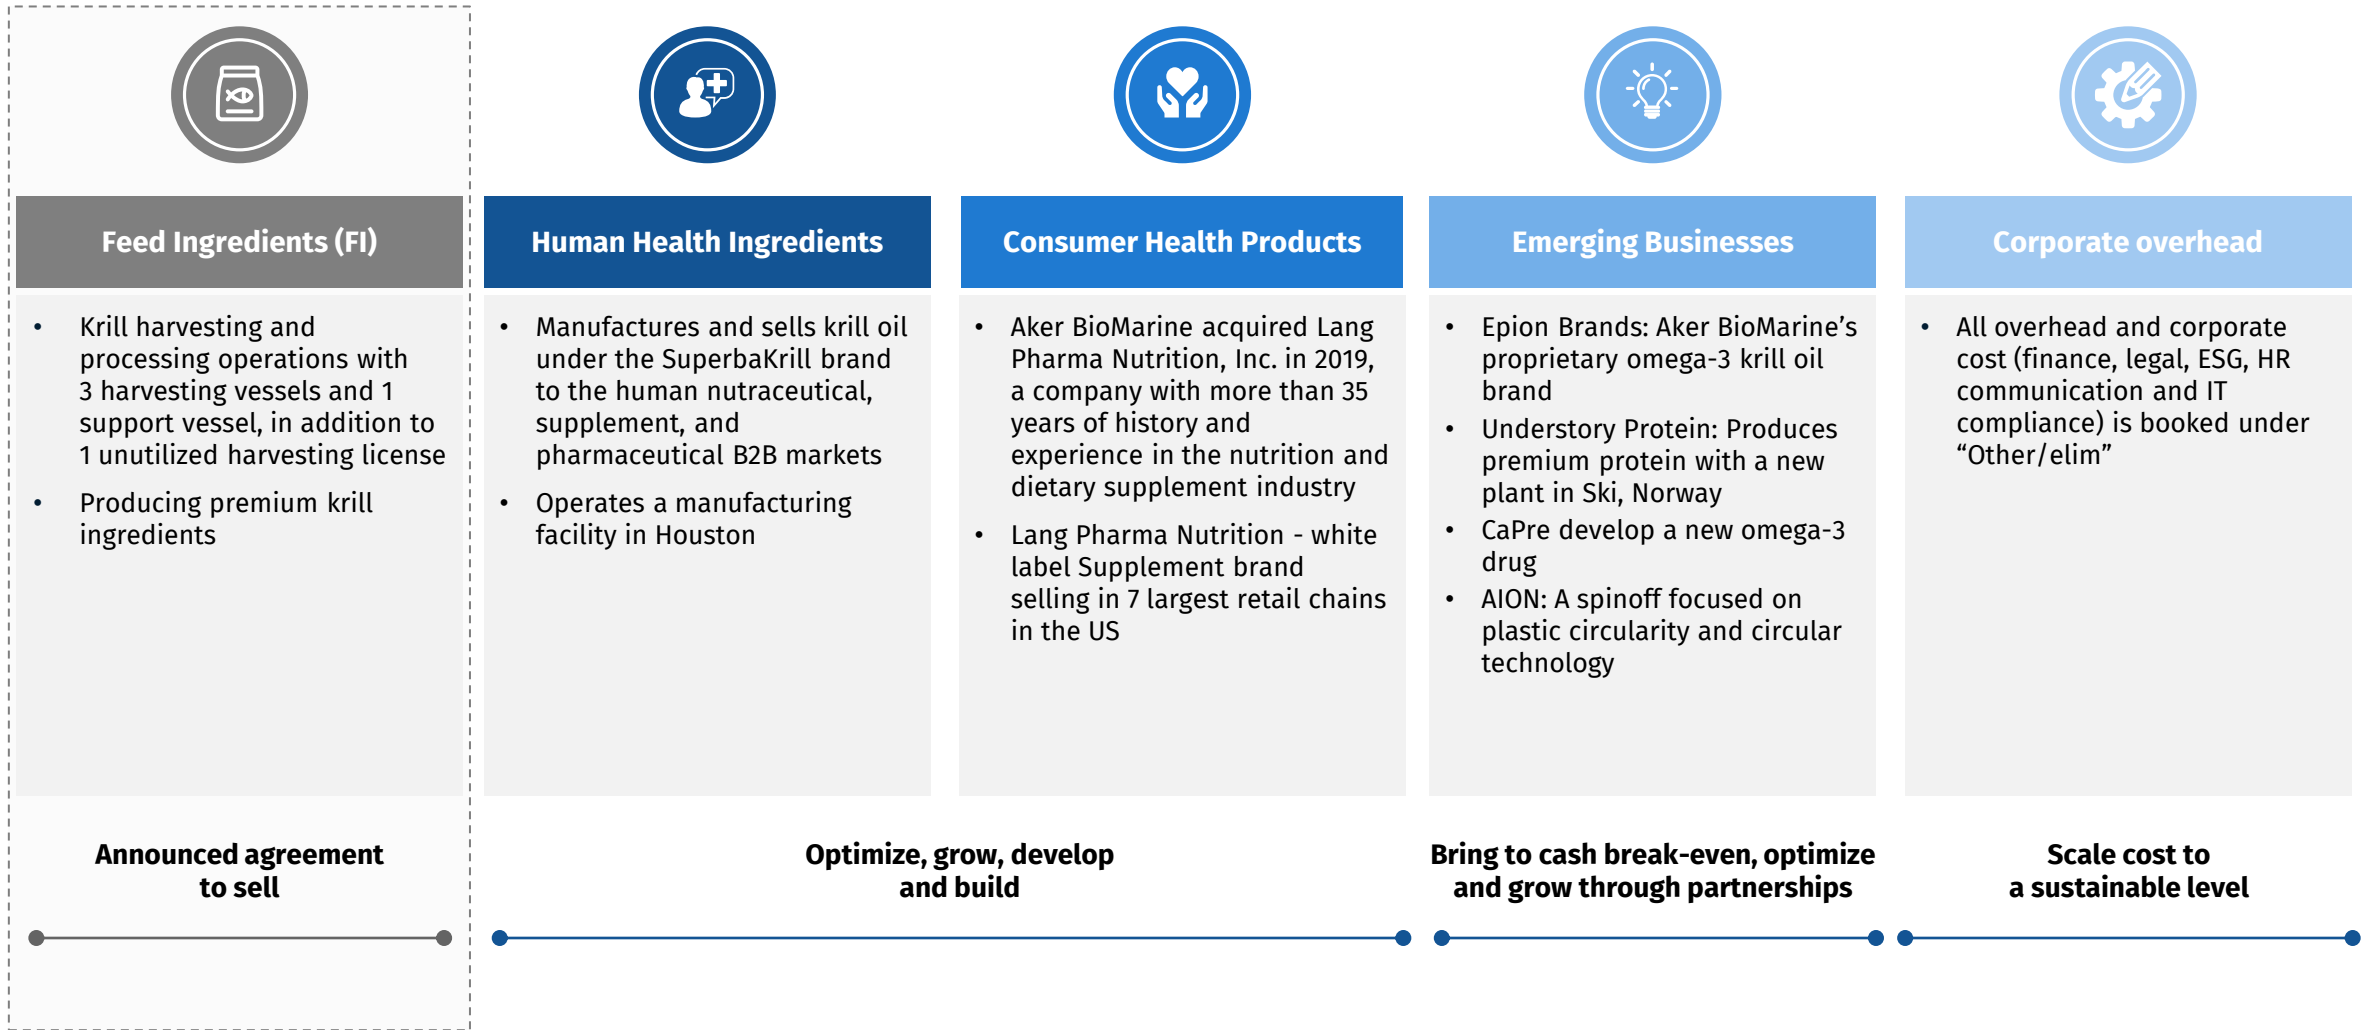 Feed Ingredients (FI)
• Krill harvesting and
processing operations with
3 harvesting vessels and 1
support vessel, in addition to
1 unutilized harvesting license
• Producing premium krill
ingredients
Announced agreement
to sell
Human Health Ingredients
• Manufactures and sells krill oil
under the SuperbaKrill brand
to the human nutraceutical,
supplement, and
pharmaceutical B2B markets
• Operates a manufacturing
facility in Houston
Consumer Health Products
• Aker BioMarine acquired Lang
Pharma Nutrition, Inc. in 2019,
a company with more than 35
years of history and
experience in the nutrition and
dietary supplement industry
• Lang Pharma Nutrition - white
label Supplement brand
selling in 7 largest retail chains
in the US
Optimize, grow, develop
and build
Emerging Businesses
• Epion Brands: Aker BioMarine’s
proprietary omega-3 krill oil
brand
• Understory Protein: Produces
premium protein with a new
plant in Ski, Norway
• CaPre develop a new omega-3
drug
• AION: A spinoff focused on
plastic circularity and circular
technology
Bring to cash break-even, optimize
and grow through partnerships
Corporate overhead
• All overhead and corporate
cost (finance, legal, ESG, HR
communication and IT
compliance) is booked under
“Other/elim”
Scale cost to
a sustainable level